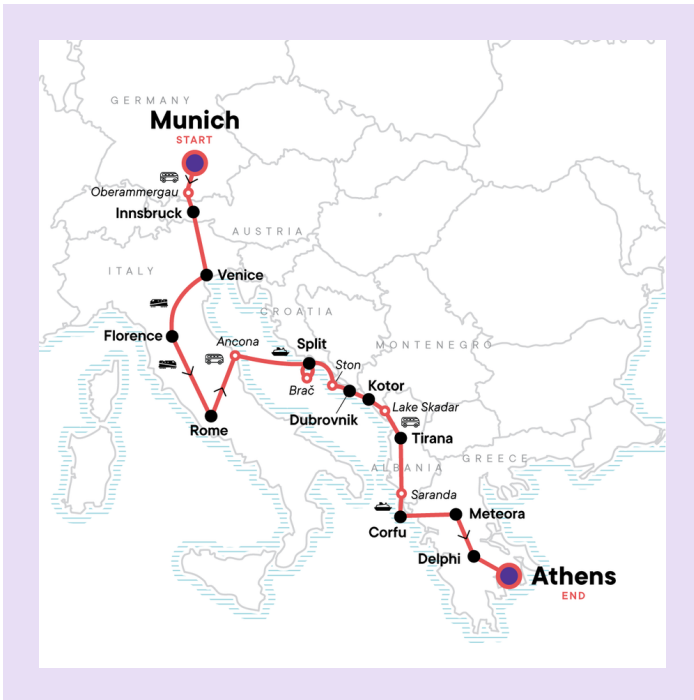 GERMANY
Munich
START
Oberammergau
Innsbruck
AUSTRIA
ITALY
Venice
CROATIA
Florence
Ancona
Split
MONTENEGRO
Ston
Brač
Kotor
Lake Skadar
Dubrovnik
Rome
Tirana
GREECE
ALBANIA
Saranda
Meteora
Corfu
Delphi
Athens
END